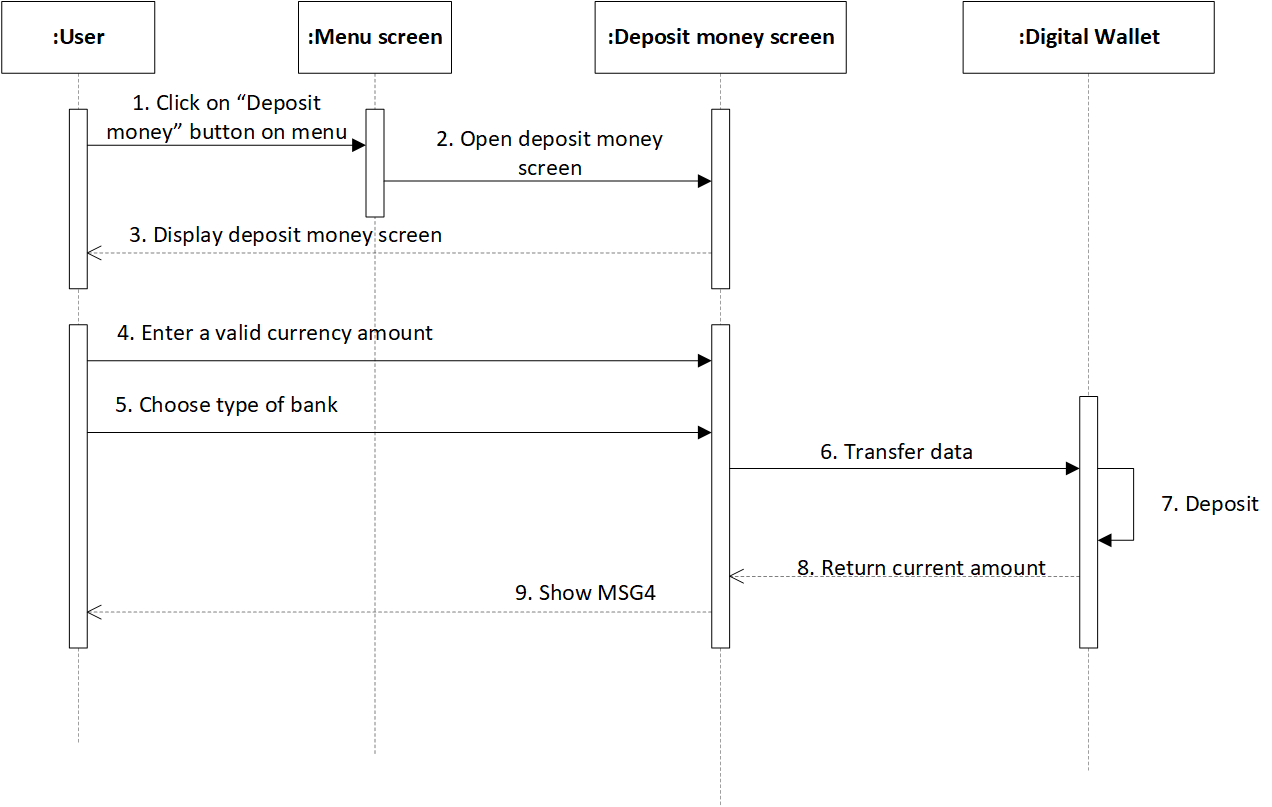 :User
:Menu screen
:Deposit money screen
:Digital Wallet
1. Click on “Deposit
money” button on menu
2. Open deposit money
screen
3. Display deposit money screen
4. Enter a valid currency amount
5. Choose type of bank
6. Transfer data
7. Deposit
8. Return current amount
9. Show MSG4